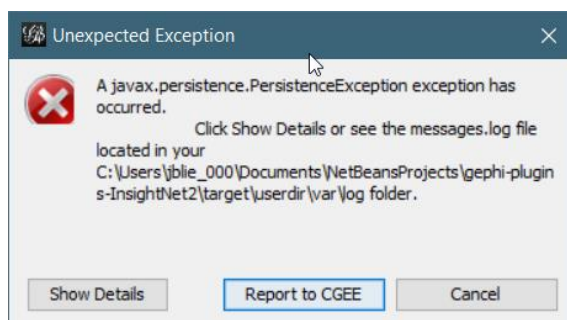 Unexpected Exception
A javax.persistence.PersistenceException exception has
occurred.
Click Show Details or see the messages.log file
located in your
C:\Users\jblie_000\Documents\NetBeansProjects\gephi-plugin
s-InsightNet2\target\userdir\var\log folder.
Show Details Report to CGEE Cancel